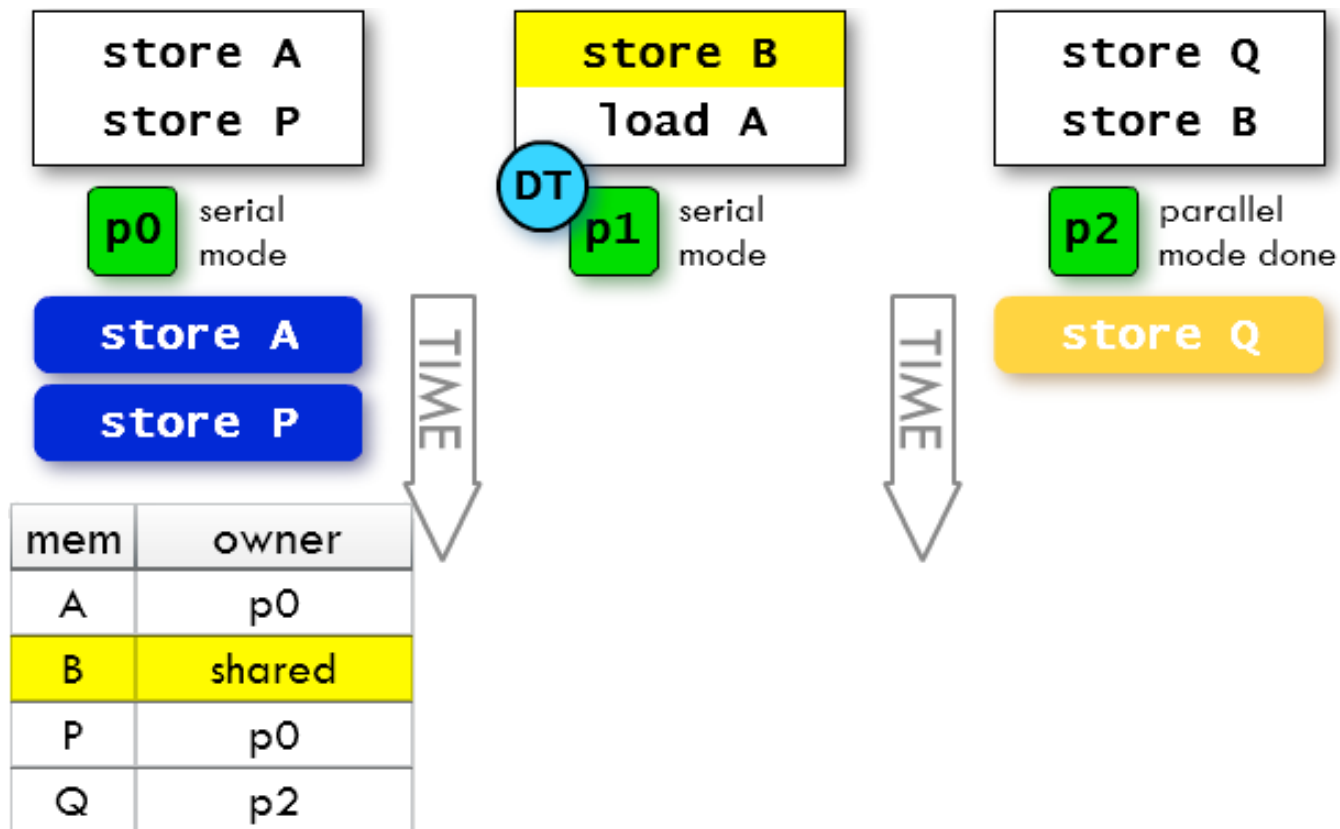 store A
store P
store B
load A
store Q
store B
p0
serial
mode
DT
p1
serial
mode
p2
parallel
mode done
store A
store P
TIME
TIME
store Q
mem owner
A p0
B shared
P p0
Q p2